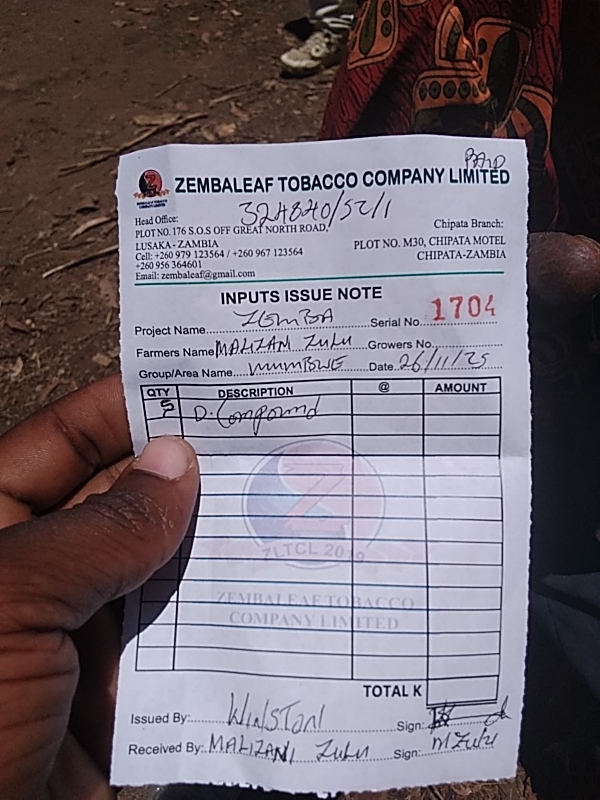 PAID
ZEMBALEAF TOBACCO COMPANY LIMITED
324840/52/1
Head Office:
PLOT NO. 176 S.O.S OFF GREAT NORTH ROAD,
LUSAKA - ZAMBIA
Cell: +260 979 123564 / +260 967 123564
+260 956 364601
Email: zembaleaf@gmail.com
Chipata Branch:
PLOT NO. M30, CHIPATA MOTEL
CHIPATA-ZAMBIA
INPUTS ISSUE NOTE
Project Name ZEMBA Serial No. 1704
Farmers Name MALIZANI ZULU Growers No.
Group/Area Name Date 26/11/25
QTY DESCRIPTION @ AMOUNT
5 D. Compound
ZLTCL 2019
ZEMBALEAF TOBACCO
COMPANY LIMITED
TOTAL K
Issued By: WINSTON Sign:
Received By: MALIZANI ZULU Sign: M Zulu